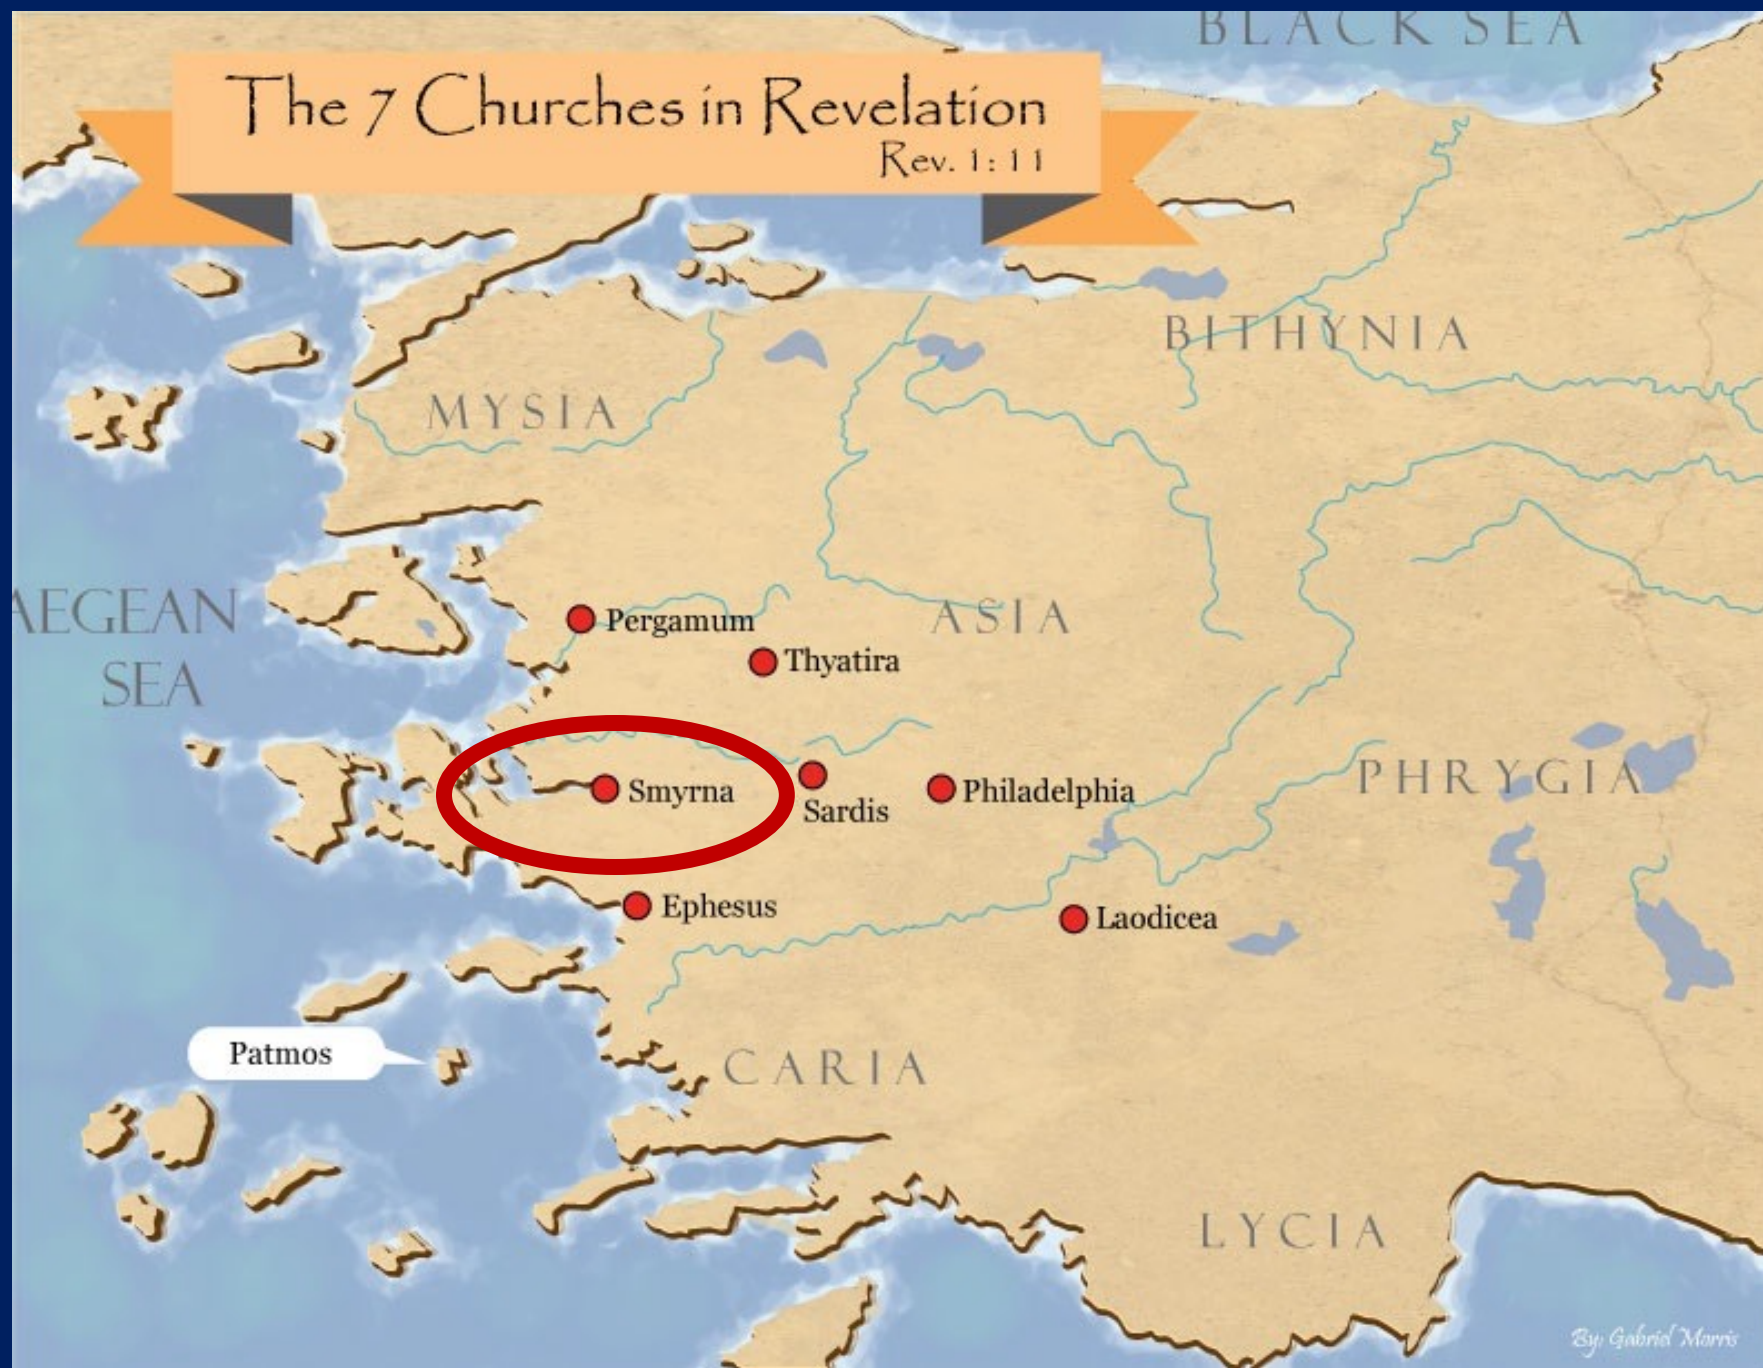 BLACK SEA
The 7 Churches in Revelation
Rev. 1:11
BITHYNIA
MYSIA
AEGEAN
SEA
Pergamum
ASIA
Thyatira
PHRYGIA
Smyrna
Sardis
Philadelphia
Ephesus
Laodicea
Patmos
CARIA
LYCIA
By: Gabriel Morris